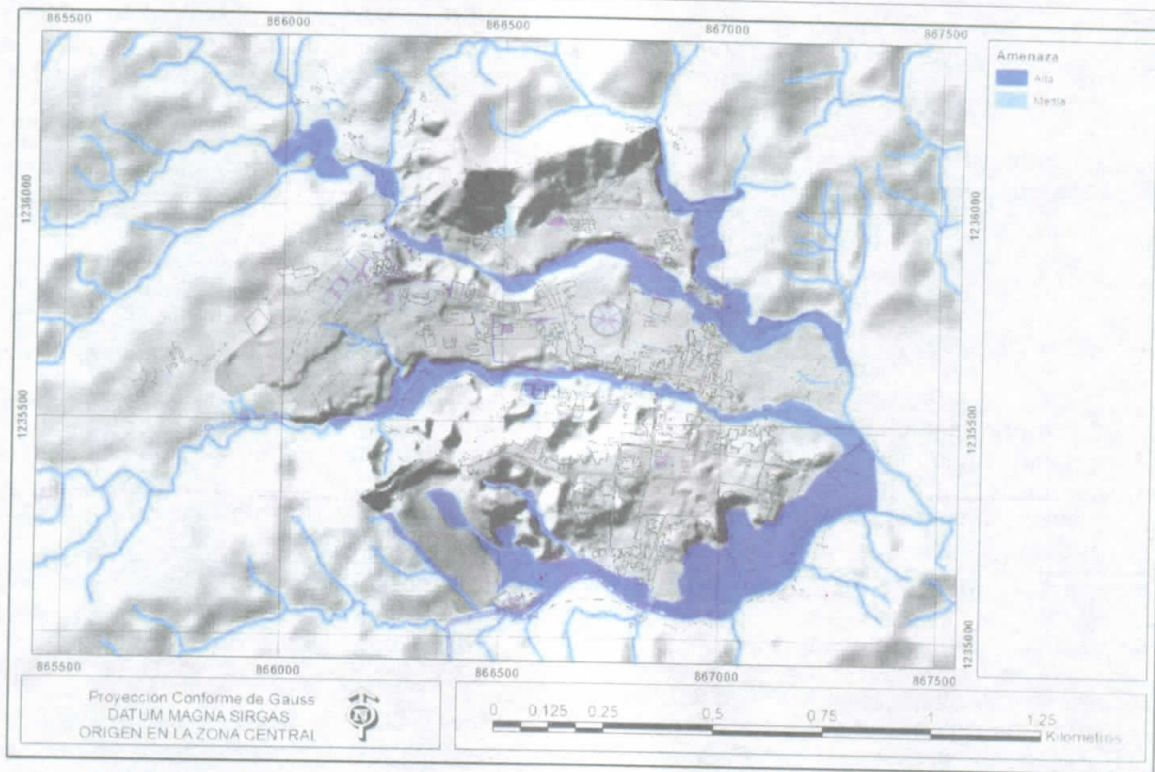 865500 866000 866500 867000 867500
Amenaza
Alta
Media
1236000
1236000
1235500
1235500
1235000
865500 866000 866500 867000 867500
Proyección Conforme de Gauss
DATUM MAGNA SIRGAS
ORIGEN EN LA ZONA CENTRAL
N
0 0.125 0.25 0.5 0.75 1 1.25
Kilometros